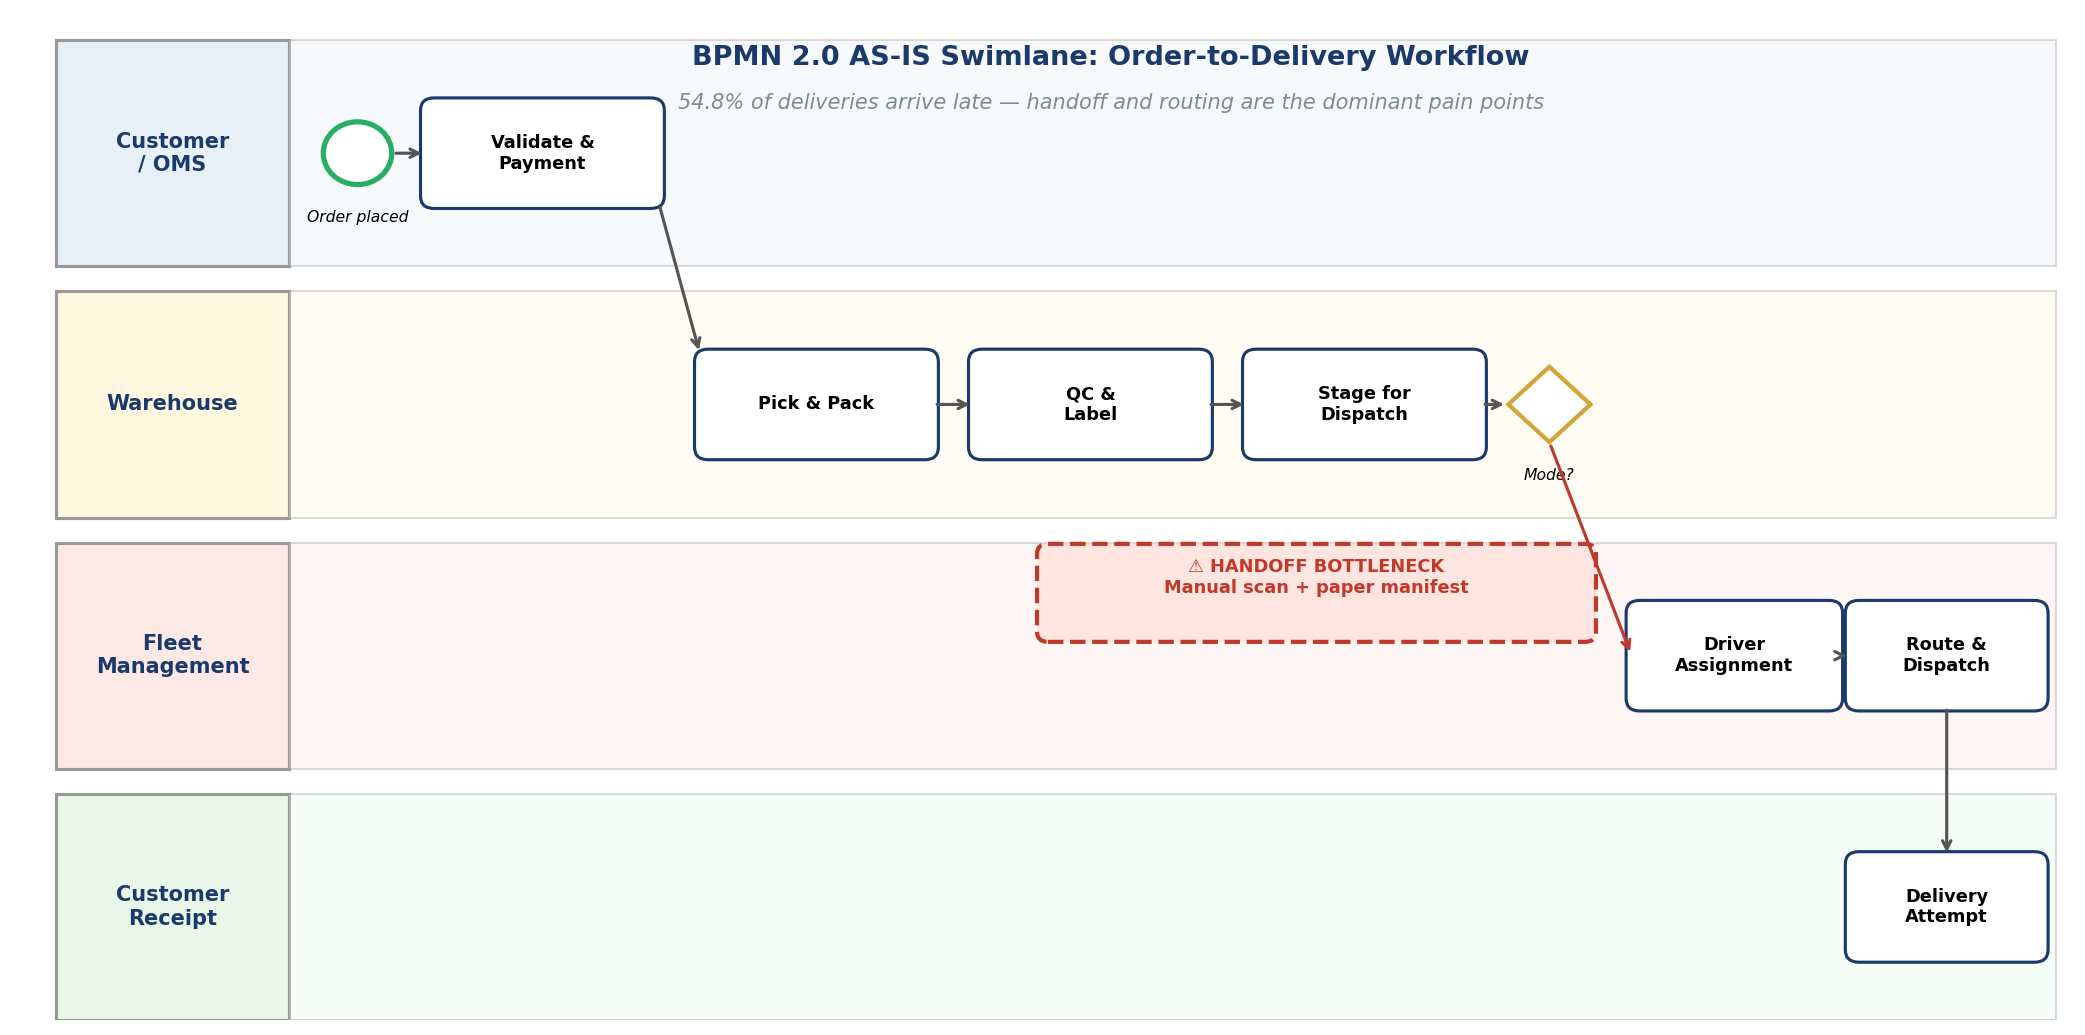 BPMN 2.0 AS-IS Swimlane: Order-to-Delivery Workflow
54.8% of deliveries arrive late — handoff and routing are the dominant pain points
Customer
/ OMS
Order placed
Validate &
Payment
Warehouse
Pick & Pack
QC &
Label
Stage for
Dispatch
Mode?
Fleet
Management
⚠ HANDOFF BOTTLENECK
Manual scan + paper manifest
Driver
Assignment
Route &
Dispatch
Customer
Receipt
Delivery
Attempt